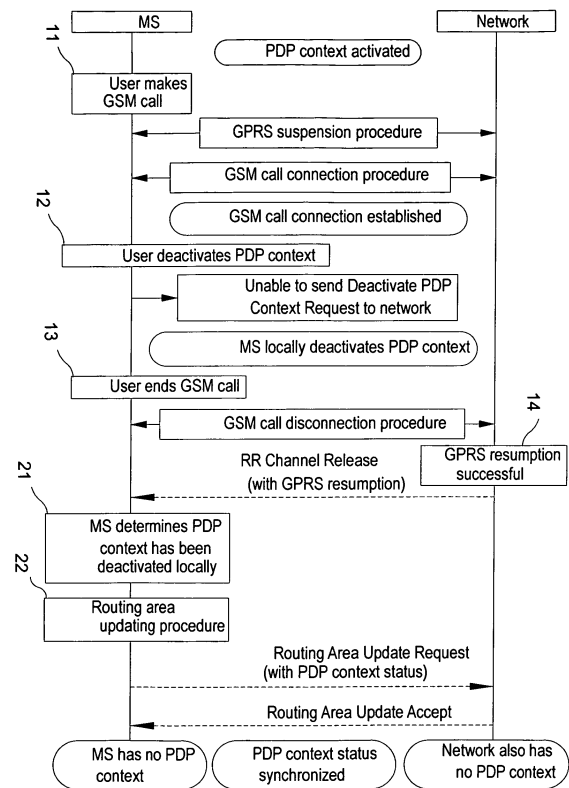 MS
Network
PDP context activated
11
User makes
GSM call
GPRS suspension procedure
GSM call connection procedure
12
GSM call connection established
User deactivates PDP context
Unable to send Deactivate PDP
Context Request to network
13
MS locally deactivates PDP context
User ends GSM call
14
GSM call disconnection procedure
GPRS resumption
successful
RR Channel Release
(with GPRS resumption)
21
MS determines PDP
context has been
deactivated locally
22
Routing area
updating procedure
Routing Area Update Request
(with PDP context status)
Routing Area Update Accept
MS has no PDP
context
PDP context status
synchronized
Network also has
no PDP context